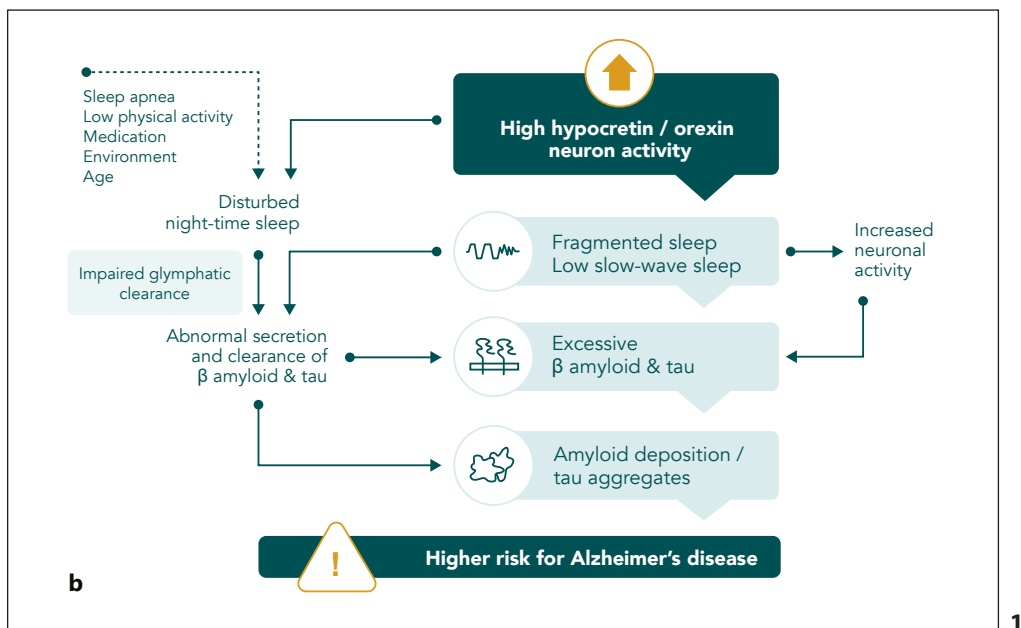 Sleep apnea
Low physical activity
Medication
Environment
Age
High hypocretin / orexin
neuron activity
Disturbed
night-time sleep
Fragmented sleep
Low slow-wave sleep
Increased
neuronal
activity
Impaired glymphatic
clearance
Abnormal secretion
and clearance of
β amyloid & tau
Excessive
β amyloid & tau
Amyloid deposition /
tau aggregates
!
Higher risk for Alzheimer's disease
b
1